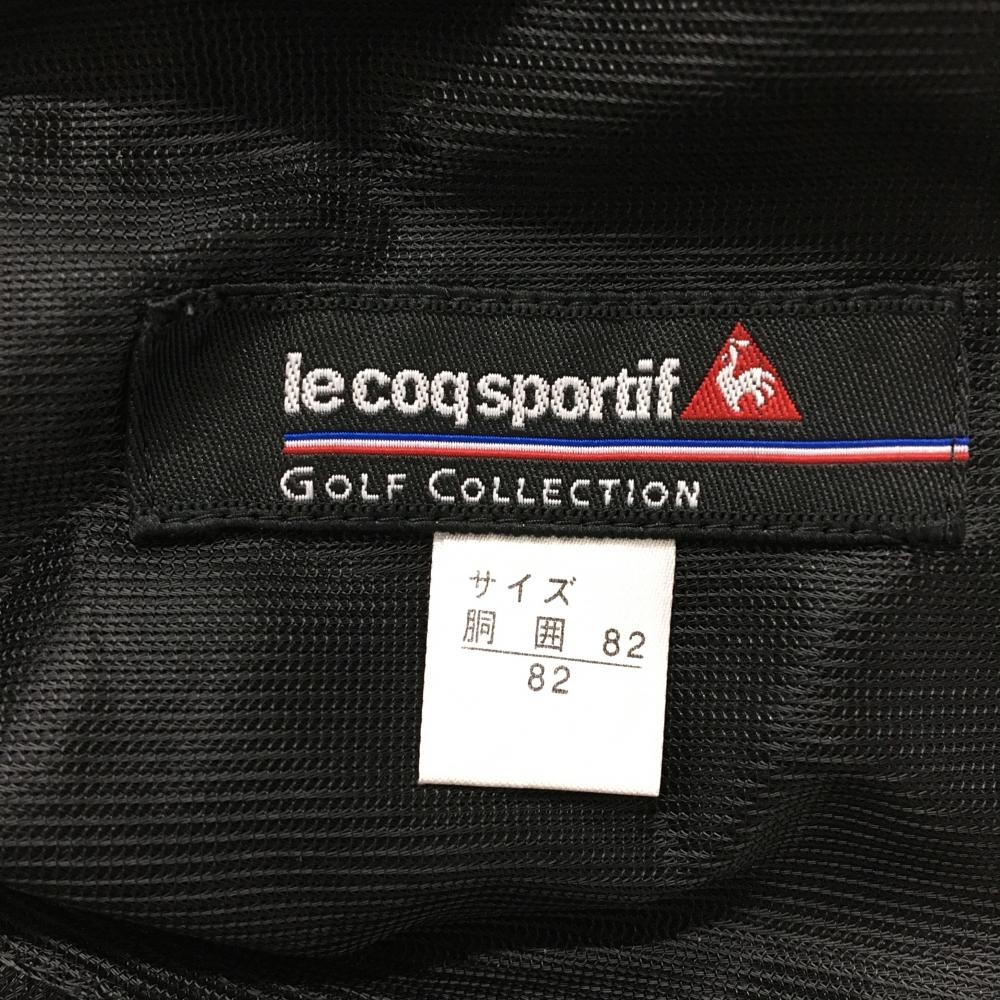 le coq sportif
GOLF COLLECTION
サイズ
胴囲 82
82